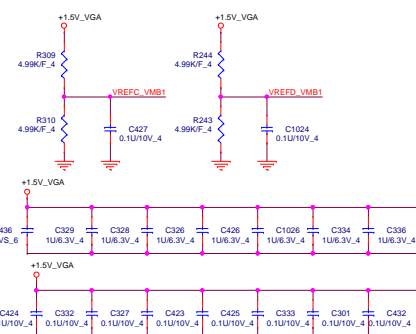 +1.5V_VGA +1.5V_VGA
R309 R244
4.99K/F_4 4.99K/F_4
VREFC_VMB1 VREFD_VMB1
R310 R243
4.99K/F_4 4.99K/F_4
C427 C1024
0.1U/10V_4 0.1U/10V_4
+1.5V_VGA
436 C329 C328 C326 C426 C1026 C334 C336
VS_6 1U/6.3V_4 1U/6.3V_4 1U/6.3V_4 1U/6.3V_4 1U/6.3V_4 1U/6.3V_4 1U/6.3V_4
+1.5V_VGA
C424 C332 C327 C423 C425 C333 C301 C432
1U/10V_4 0.1U/10V_4 0.1U/10V_4 0.1U/10V_4 0.1U/10V_4 0.1U/10V_4 0.1U/10V_4 0.1U/10V_4